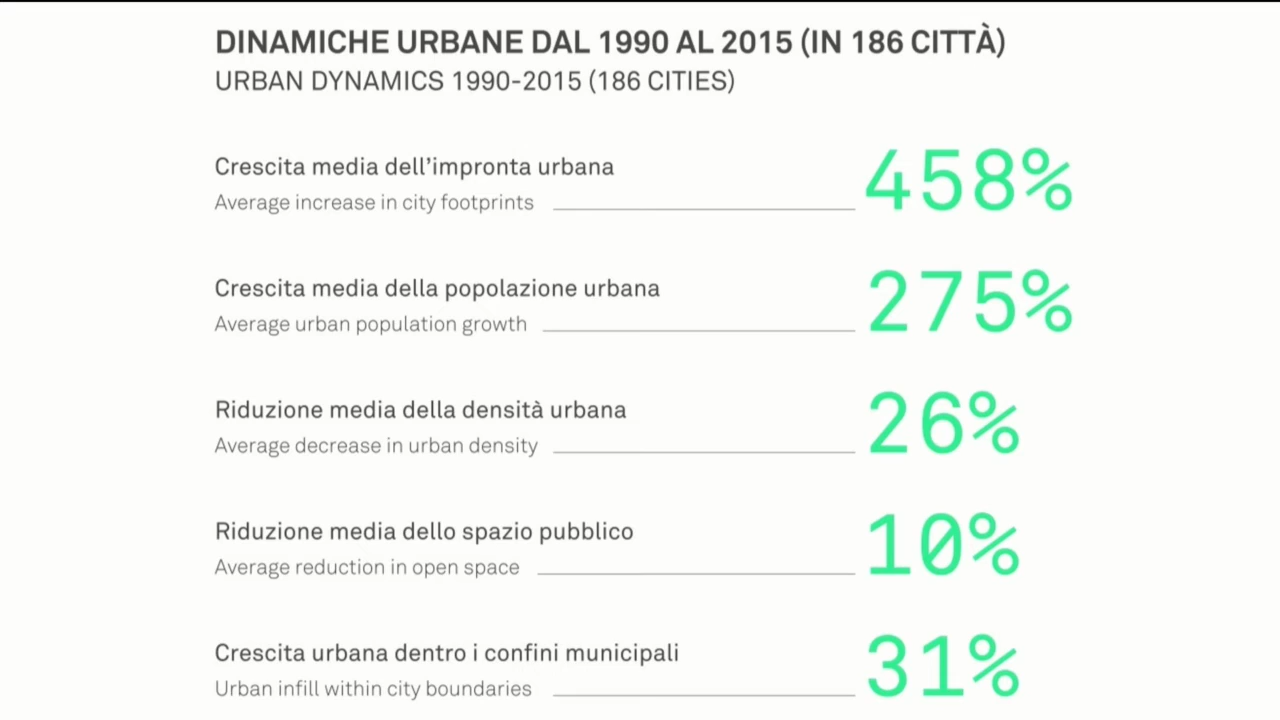 DINAMICHE URBANE DAL 1990 AL 2015 (IN 186 CITTÀ)
URBAN DYNAMICS 1990-2015 (186 CITIES)
Crescita media dell'impronta urbana
Average increase in city footprints
458%
Crescita media della popolazione urbana
Average urban population growth
275%
Riduzione media della densità urbana
Average decrease in urban density
26%
Riduzione media dello spazio pubblico
Average reduction in open space
10%
Crescita urbana dentro i confini municipali
Urban infill within city boundaries
31%